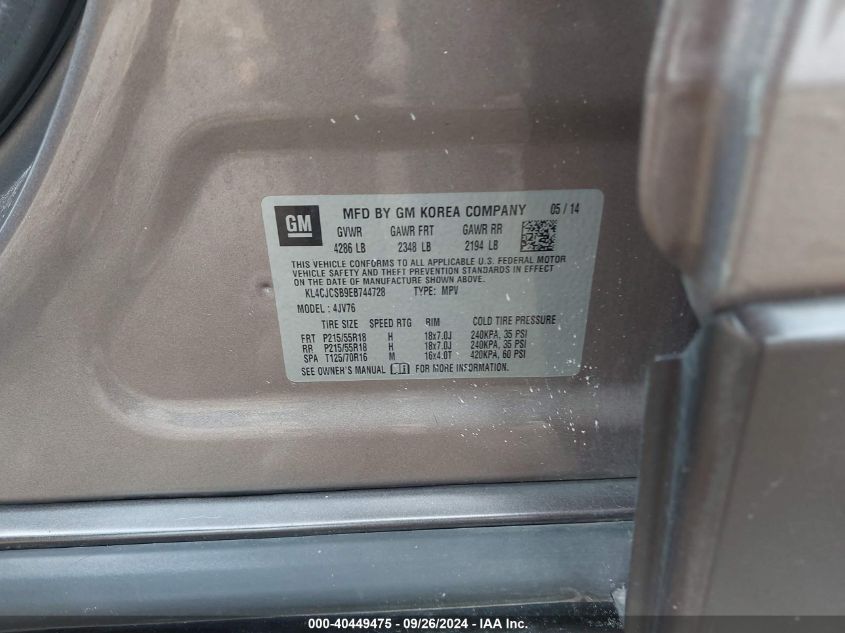 GM
MFD BY GM KOREA COMPANY 05 / 14
GVWR GAWR FRT GAWR RR
4286 LB 2348 LB 2194 LB
THIS VEHICLE CONFORMS TO ALL APPLICABLE U.S. FEDERAL MOTOR
VEHICLE SAFETY AND THEFT PREVENTION STANDARDS IN EFFECT
ON THE DATE OF MANUFACTURE SHOWN ABOVE.
KL4CJCSB9EB744728 TYPE: MPV
MODEL : 4JV76
TIRE SIZE SPEED RTG RIM COLD TIRE PRESSURE
FRT P215/55R18 H 18x7.0J 240KPA, 35 PSI
RR P215/55R18 H 18x7.0J 240KPA, 35 PSI
SPA T125/70R16 M 16x4.0T 420KPA, 60 PSI
SEE OWNER'S MANUAL FOR MORE INFORMATION.
000-40449475 - 09/26/2024 - IAA Inc.